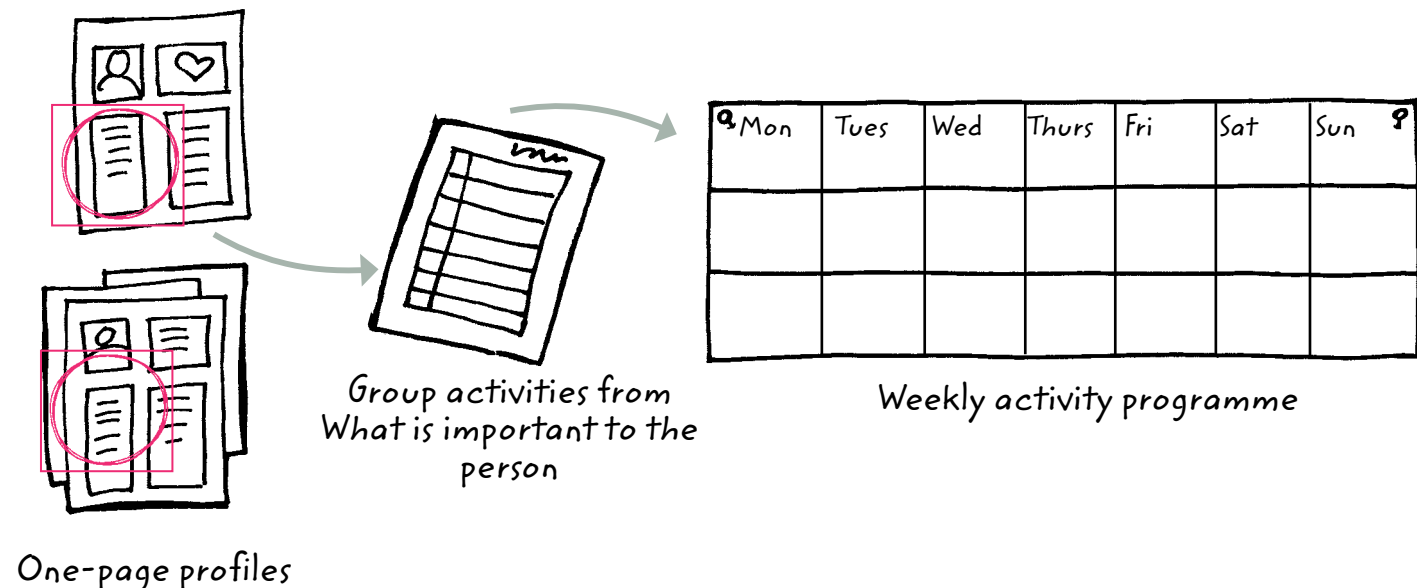 Mon Tues Wed Thurs Fri Sat Sun
Group activities from
What is important to the
person
Weekly activity programme
One-page profiles